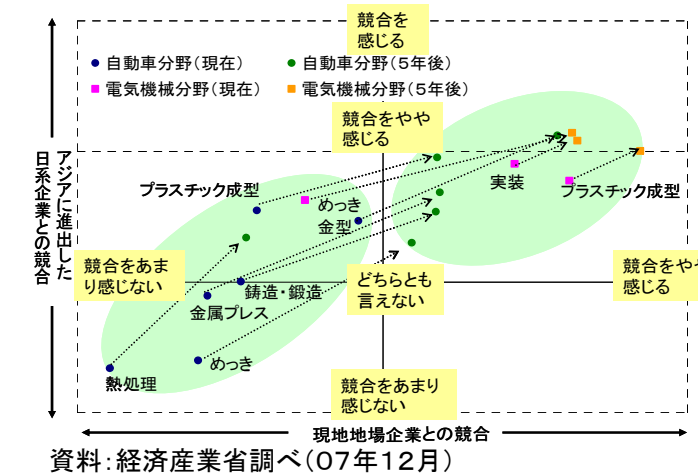 競合を
感じる
● 自動車分野(現在)
● 自動車分野(5年後)
■ 電気機械分野(現在)
■ 電気機械分野(5年後)
競合をやや
感じる
アジアに進出した
日系企業との競合
プラスチック成型
めっき
金型
実装
プラスチック成型
競合をあま
り感じない
どちらとも
言えない
競合をやや
感じる
鋳造・鍛造
金属プレス
めっき
熱処理
競合をあまり
感じない
現地地場企業との競合
資料:経済産業省調べ(07年12月)